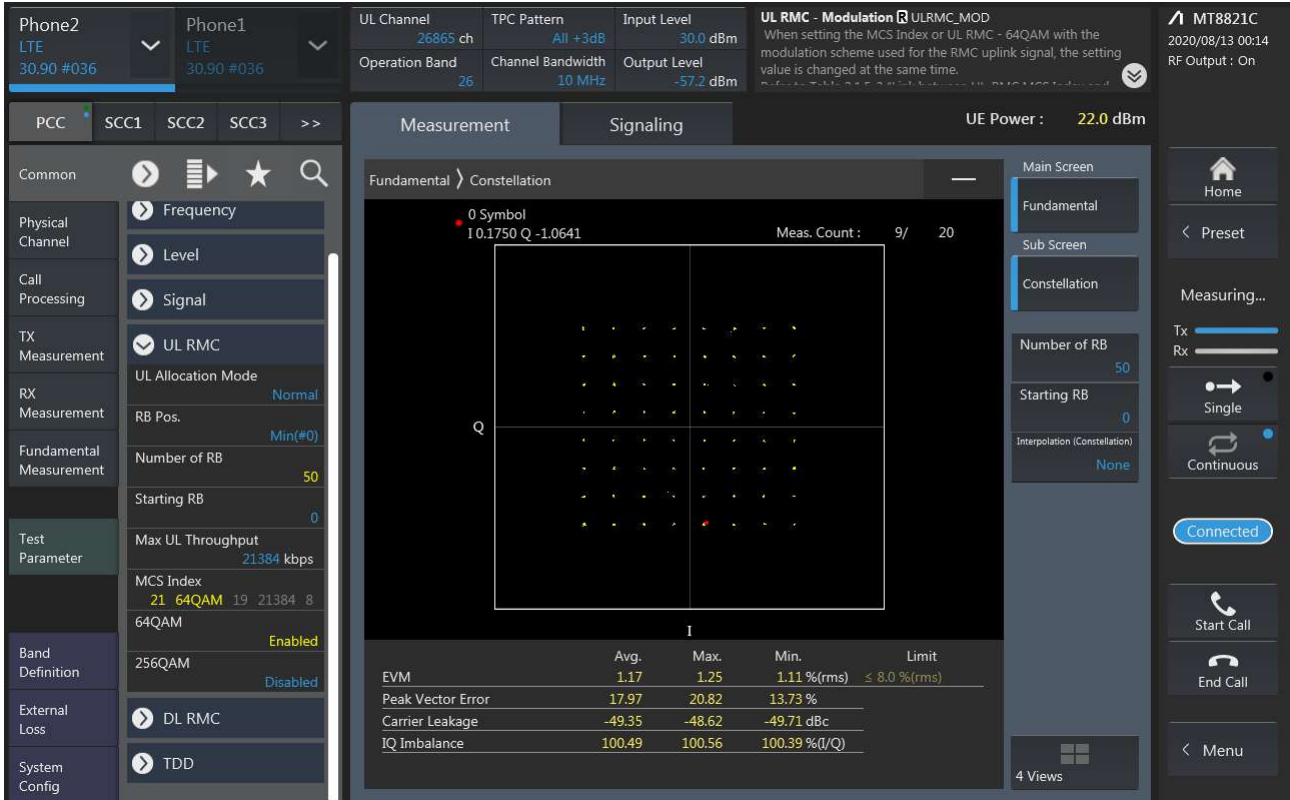 Phone2
LTE
30.90 #036
Phone1
LTE
30.90 #036
UL Channel
26865 ch
TPC Pattern
All +3dB
Input Level
30.0 dBm
Operation Band
26
Channel Bandwidth
10 MHz
Output Level
-57.2 dBm
UL RMC - Modulation R ULRMC_MOD
When setting the MCS Index or UL RMC - 64QAM with the
modulation scheme used for the RMC uplink signal, the setting
value is changed at the same time.
MT8821C
2020/08/13 00:14
RF Output : On
PCC SCC1 SCC2 SCC3 >>
Measurement
Signaling
UE Power : 22.0 dBm
Common
Physical
Channel
Call
Processing
TX
Measurement
RX
Measurement
Fundamental
Measurement
Test
Parameter
Band
Definition
External
Loss
System
Config
Frequency
Level
Signal
UL RMC
UL Allocation Mode
Normal
RB Pos.
Min(#0)
Number of RB
50
Starting RB
0
Max UL Throughput
21384 kbps
MCS Index
21 64QAM 19 21384 8
64QAM
Enabled
256QAM
Disabled
DL RMC
TDD
Fundamental 〉 Constellation
0 Symbol
I 0.1750 Q -1.0641
Meas. Count : 9/ 20
Q
I
Avg. Max. Min. Limit
EVM 1.17 1.25 1.11 %(rms) ≤ 8.0 %(rms)
Peak Vector Error 17.97 20.82 13.73 %
Carrier Leakage -49.35 -48.62 -49.71 dBc
IQ Imbalance 100.49 100.56 100.39 %(I/Q)
Main Screen
Fundamental
Sub Screen
Constellation
Number of RB
50
Starting RB
0
Interpolation (Constellation)
None
4 Views
Home
< Preset
Measuring...
Tx
Rx
Single
Continuous
Connected
Start Call
End Call
< Menu